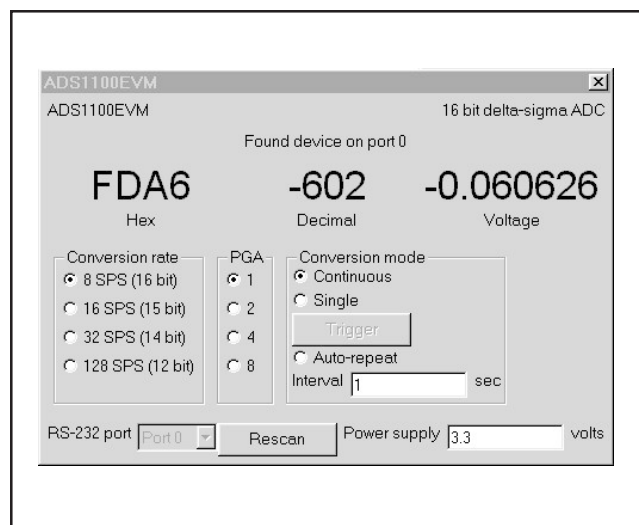 ADS1100EVM
ADS1100EVM 16 bit delta-sigma ADC
Found device on port 0
FDA6 -602 -0.060626
Hex Decimal Voltage
Conversion rate PGA Conversion mode
8 SPS (16 bit) 1 Continuous
16 SPS (15 bit) 2 Single
32 SPS (14 bit) 4 Trigger
128 SPS (12 bit) 8 Auto-repeat
Interval 1 sec
RS-232 port Port 0 Rescan Power supply 3.3 volts